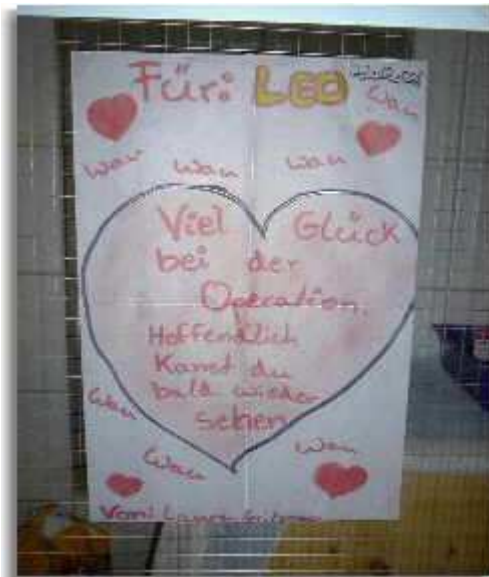 Für: LEO
Wau
Wau Wau Wau
Viel Glück
bei der
Operation.
Hoffendlich
Kanst du
bald wieder
sehen
Wau
Wau Wau
Von: